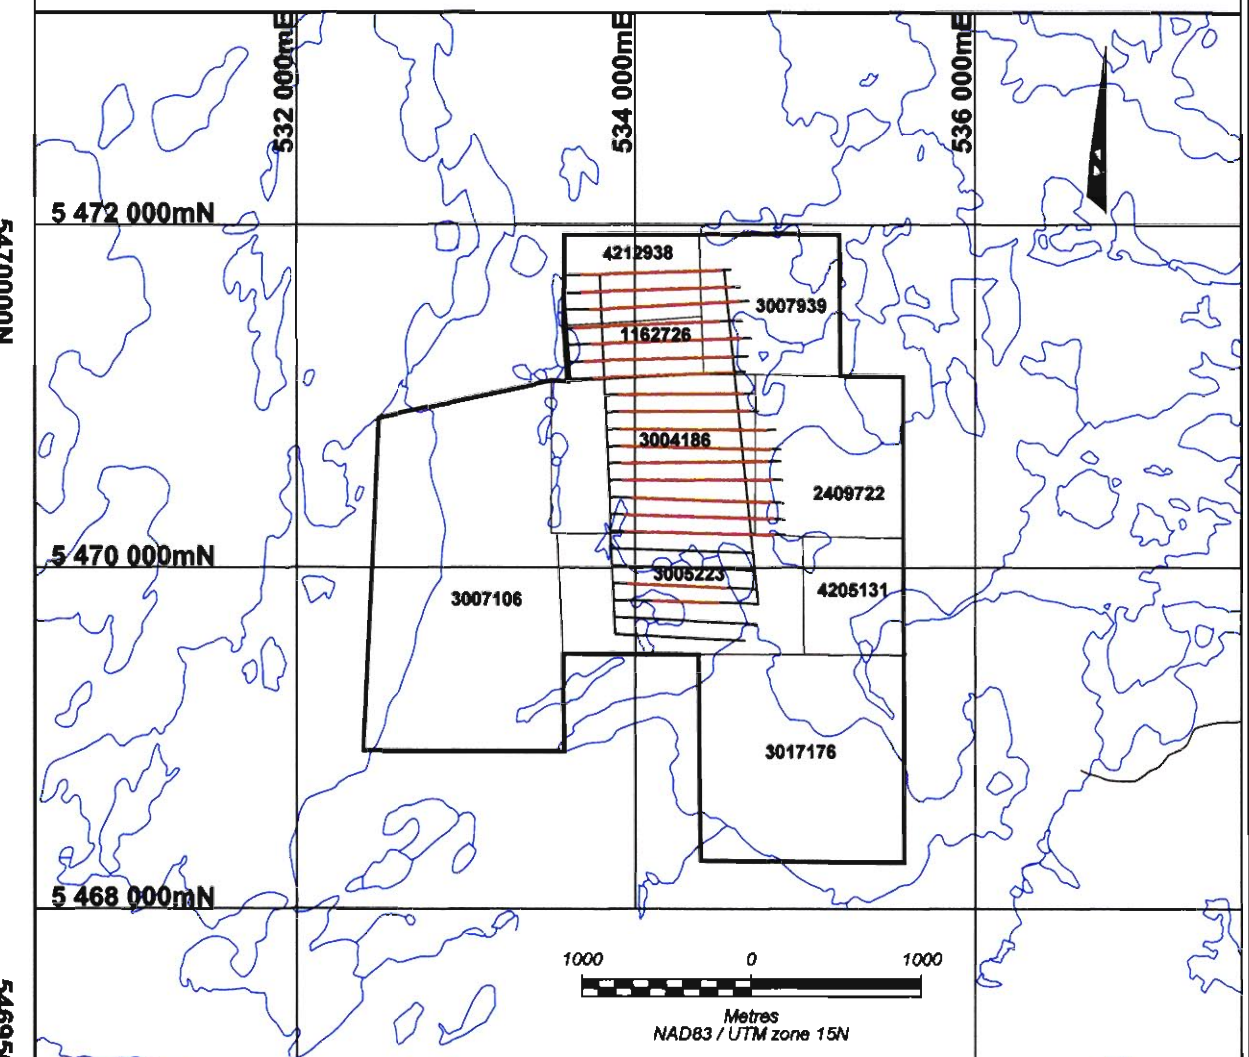 532 000mE
534 000mE
536 000mE
5 472 000mN
5470000N
4212938
3007939
1162726
3004186
2409722
5 470 000mN
3005223
4205131
3007106
3017176
5 468 000mN
1000 0 1000
Metres
NAD83 / UTM zone 15N